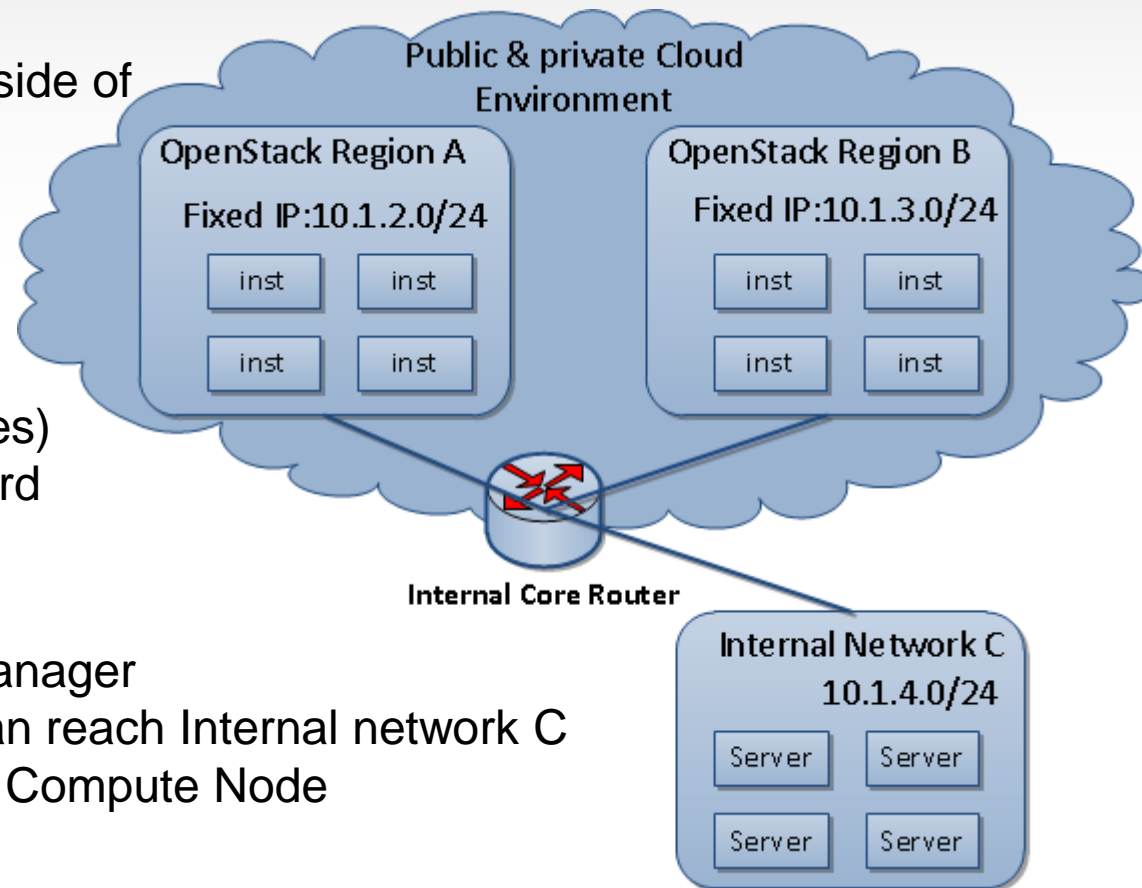 side of
es)
rd
anager
an reach Internal network C
Compute Node
Public & private Cloud
Environment
OpenStack Region A
Fixed IP:10.1.2.0/24
inst
inst
inst
inst
OpenStack Region B
Fixed IP:10.1.3.0/24
inst
inst
inst
inst
Internal Core Router
Internal Network C
10.1.4.0/24
Server
Server
Server
Server